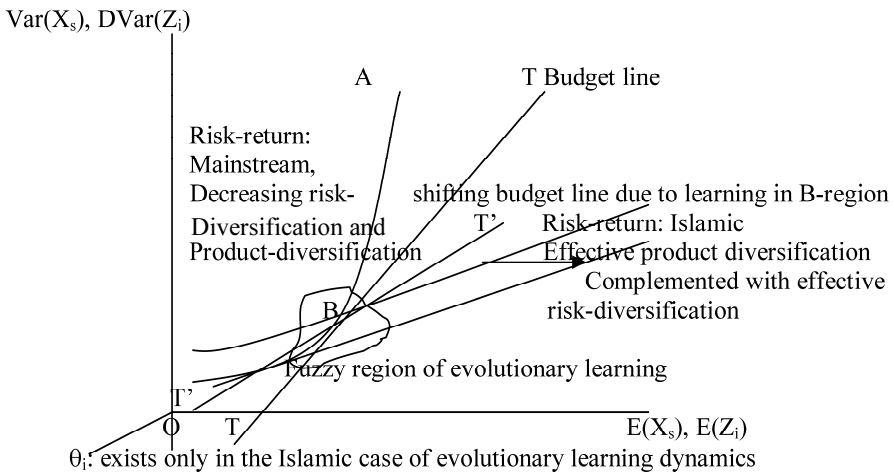 Var(Xₛ), DVar(Zᵢ)
A
T Budget line
Risk-return:
Mainstream,
Decreasing risk-
shifting budget line due to learning in B-region
Diversification and
T’
Risk-return: Islamic
Product-diversification
Effective product diversification
Complemented with effective
B
risk-diversification
Fuzzy region of evolutionary learning
T’
O
T
E(Xₛ), E(Zᵢ)
θᵢ: exists only in the Islamic case of evolutionary learning dynamics